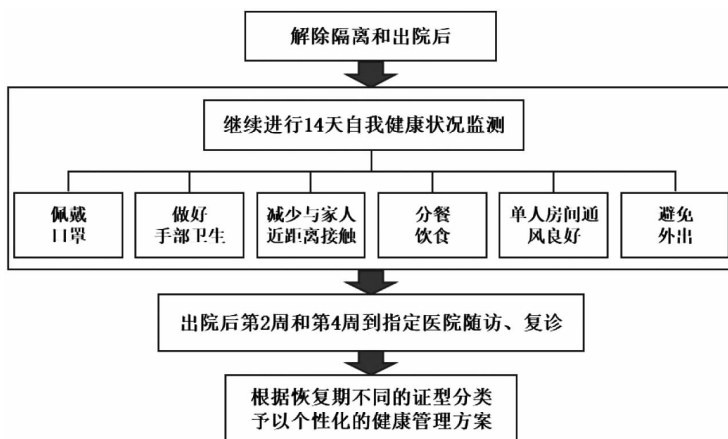 解除隔离和出院后
继续进行14天自我健康状况监测
佩戴
口罩
做好
手部卫生
减少与家人
近距离接触
分餐
饮食
单人房间通
风良好
避免
外出
出院后第2周和第4周到指定医院随访、复诊
根据恢复期不同的证型分类
予以个性化的健康管理方案